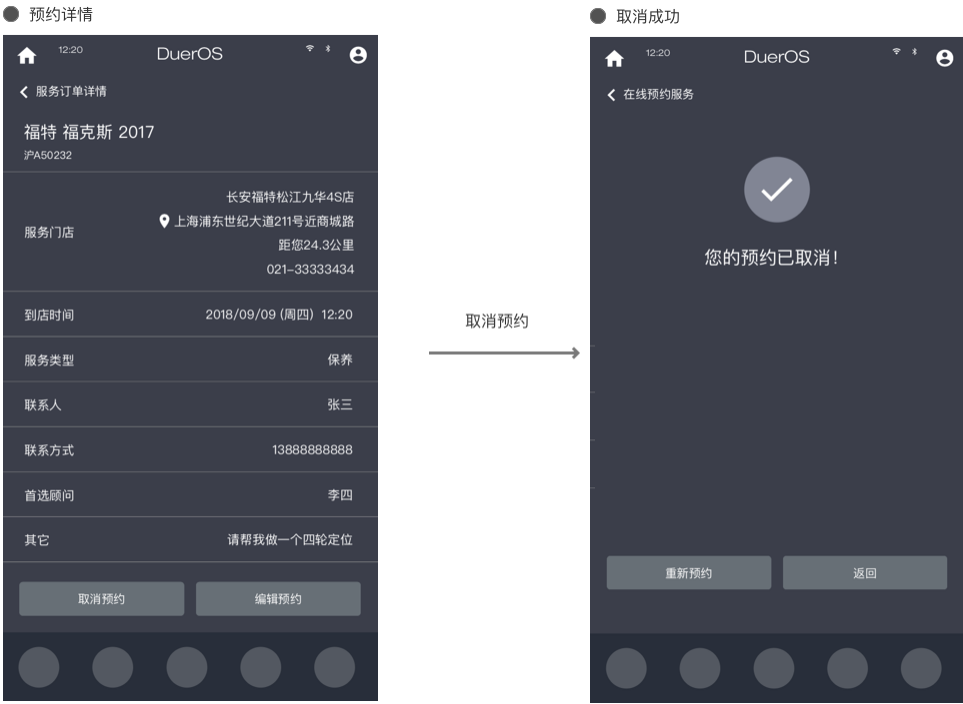 预约详情
12:20
DuerOS
服务订单详情
福特 福克斯 2017
沪A50232
服务门店
长安福特松江九华4S店
上海浦东世纪大道211号近商城路
距您24.3公里
021-33333434
到店时间 2018/09/09 (周四) 12:20
服务类型 保养
联系人 张三
联系方式 13888888888
首选顾问 李四
其它 请帮我做一个四轮定位
取消预约 编辑预约
取消预约
取消成功
12:20
DuerOS
在线预约服务
您的预约已取消!
重新预约 返回